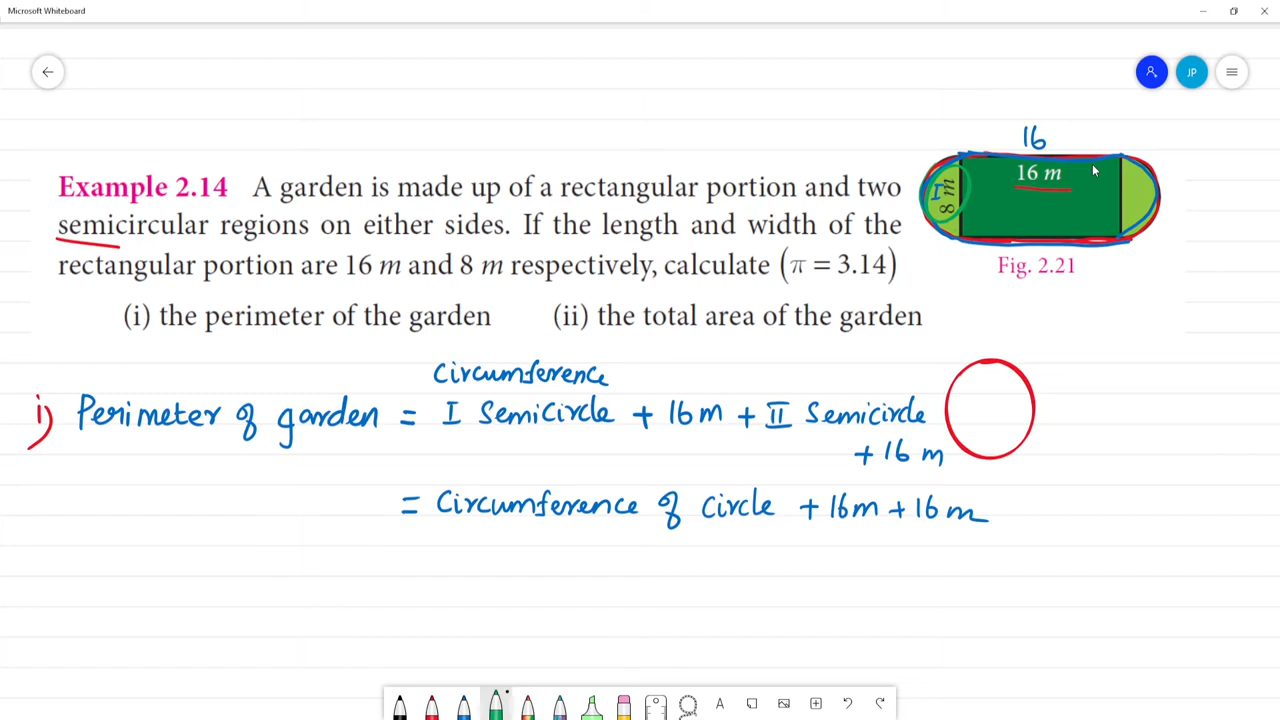 Microsoft Whiteboard
JP
16
16 m
I
8 m
Example 2.14 A garden is made up of a rectangular portion and two
semicircular regions on either sides. If the length and width of the
rectangular portion are 16 m and 8 m respectively, calculate (π = 3.14)
Fig. 2.21
(i) the perimeter of the garden (ii) the total area of the garden
Circumference
i) Perimeter of garden = I Semicircle + 16m + II Semicircle
+ 16 m
= Circumference of circle + 16m + 16m
A